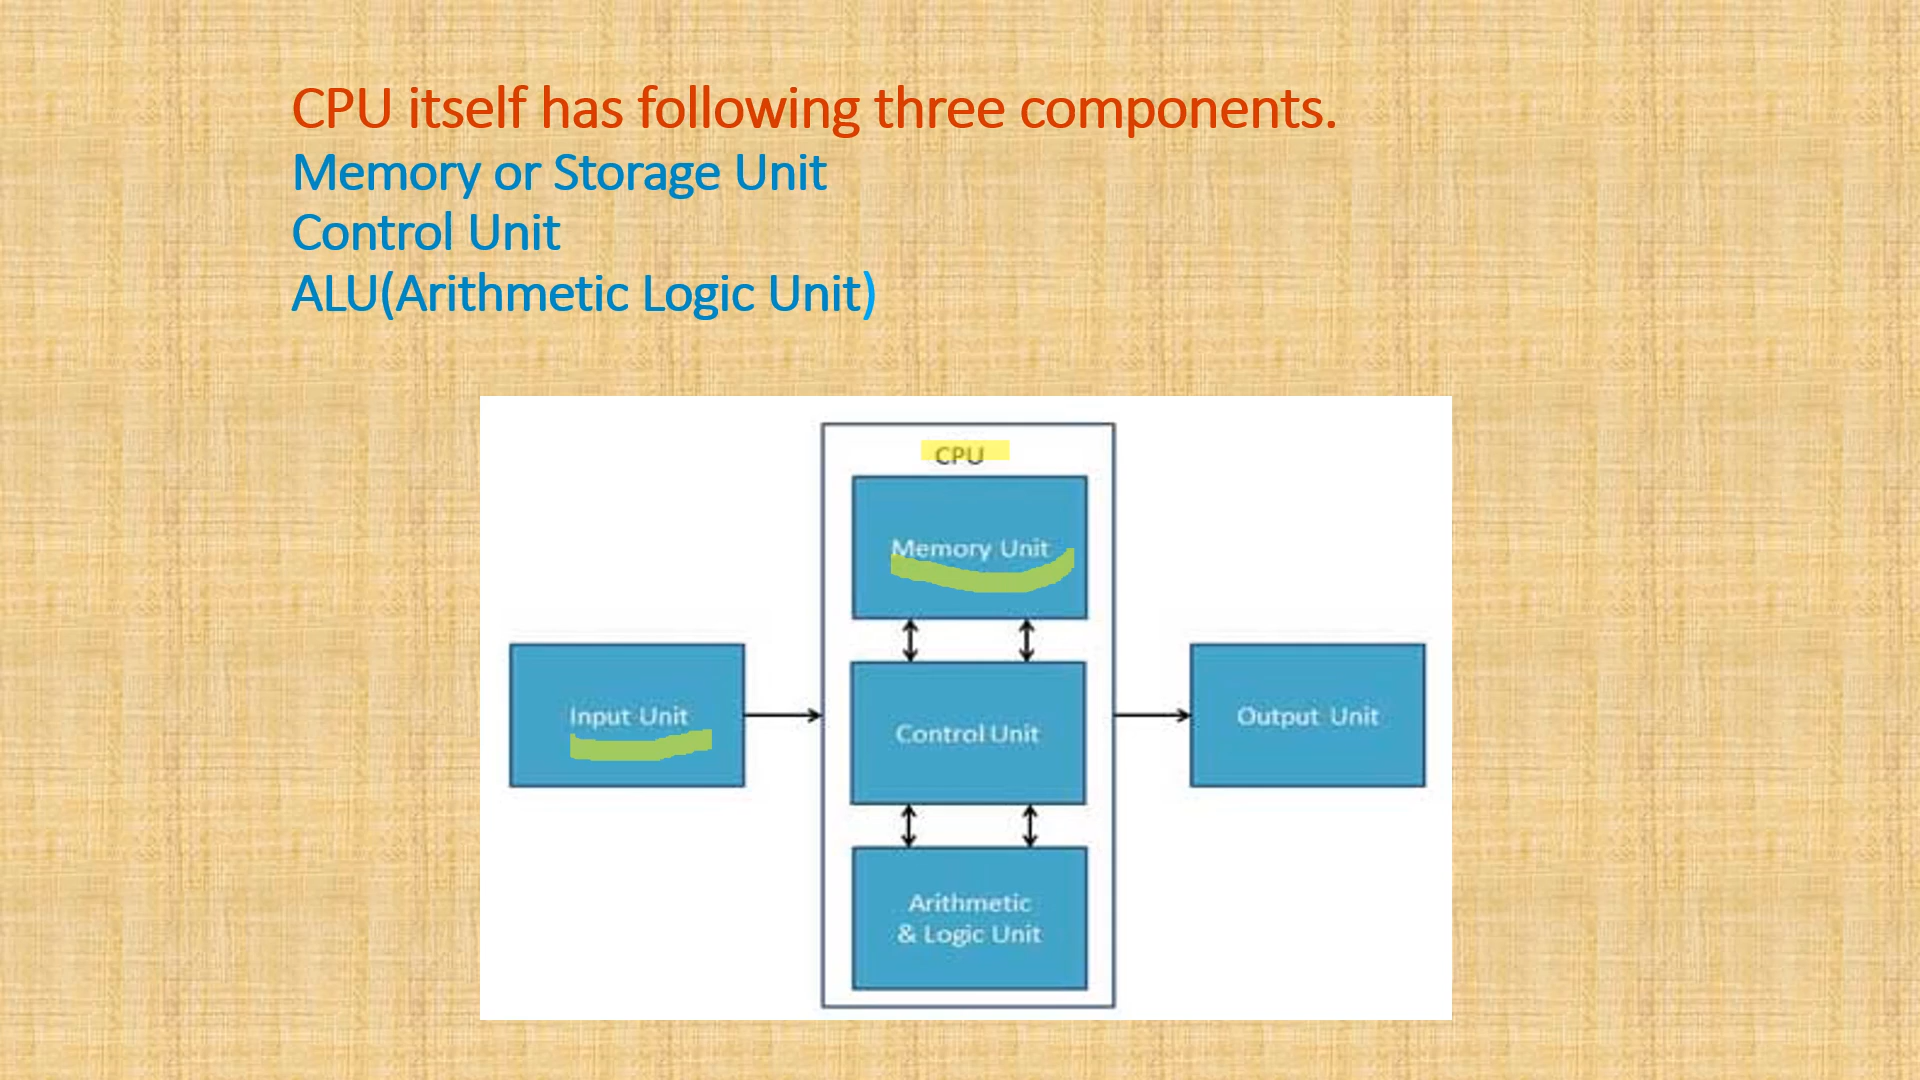 CPU itself has following three components.
Memory or Storage Unit
Control Unit
ALU(Arithmetic Logic Unit)
CPU
Memory Unit
Input Unit
Control Unit
Output Unit
Arithmetic
& Logic Unit